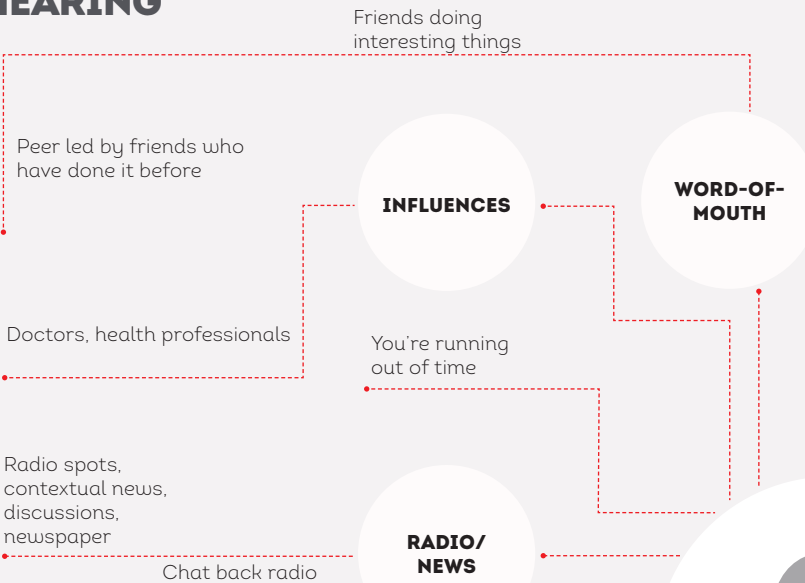 HEARING
Friends doing
interesting things
Peer led by friends who
have done it before
INFLUENCES
WORD-OF-
MOUTH
Doctors, health professionals
You're running
out of time
Radio spots,
contextual news,
discussions,
newspaper
RADIO/
NEWS
Chat back radio